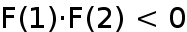 F(1)·F(2) < 0